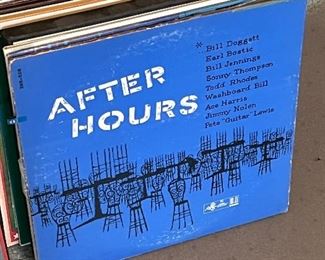 AFTER
HOURS
* Bill Doggett
Earl Bostic
Bill Jennings
Sonny Thompson
Todd Rhodes
Washboard Bill
Ace Harris
Jimmy Nolen
Pete "Guitar" Lewis